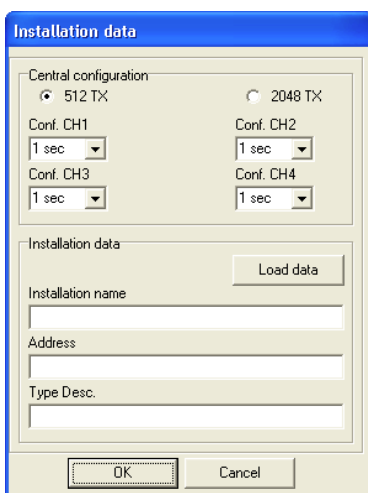 Installation data
Central configuration
512 TX 2048 TX
Conf. CH1 Conf. CH2
1 sec 1 sec
Conf. CH3 Conf. CH4
1 sec 1 sec
Installation data
Load data
Installation name
Address
Type Desc.
OK Cancel